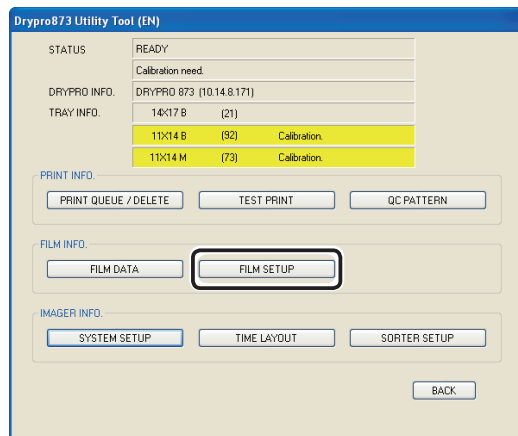 Drypro873 Utility Tool (EN)
STATUS READY
Calibration need.
DRYPRO INFO. DRYPRO 873 (10.14.8.171)
TRAY INFO. 14X17 B (21)
11X14 B (92) Calibration.
11X14 M (73) Calibration.
PRINT INFO.
PRINT QUEUE / DELETE TEST PRINT QC PATTERN
FILM INFO.
FILM DATA FILM SETUP
IMAGER INFO.
SYSTEM SETUP TIME LAYOUT SORTER SETUP
BACK